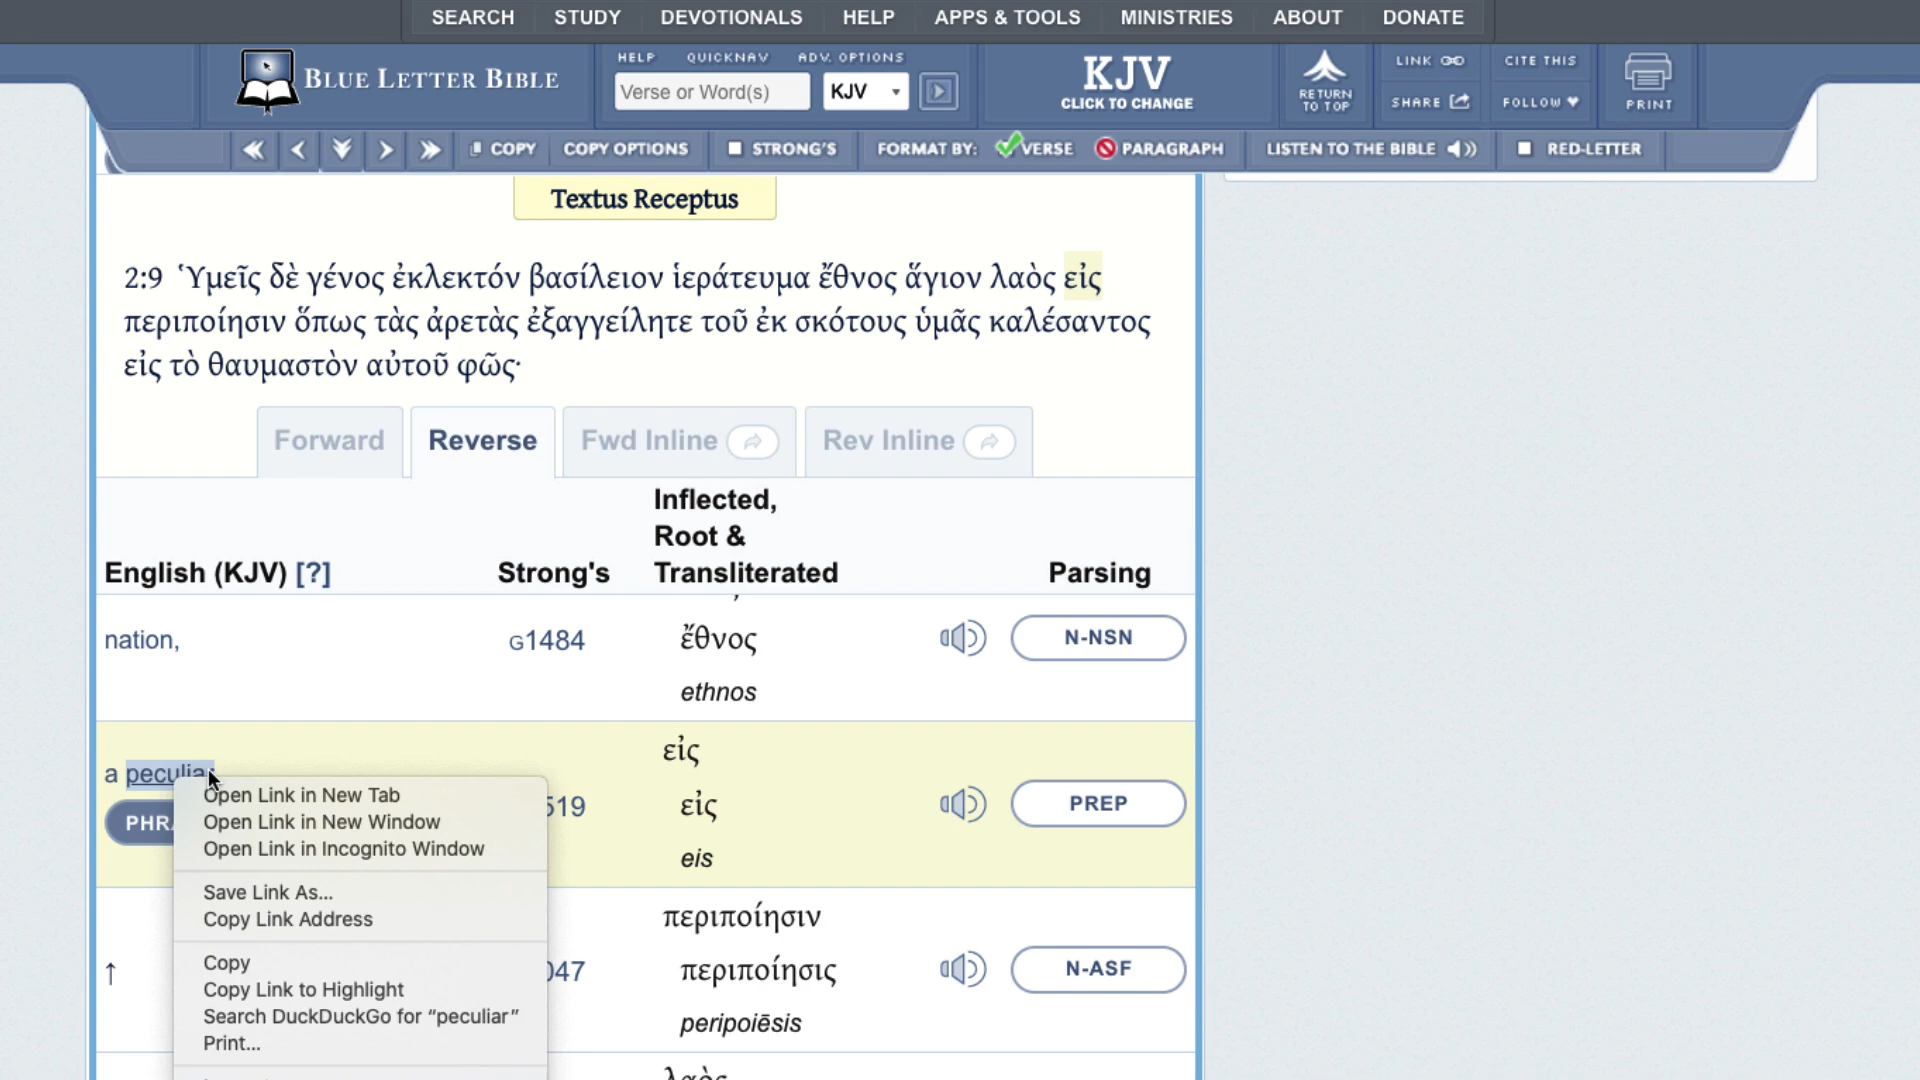 SEARCH STUDY DEVOTIONALS HELP APPS & TOOLS MINISTRIES ABOUT DONATE
BLUE LETTER BIBLE
HELP QUICKNAV ADV. OPTIONS
Verse or Word(s) KJV
KJV
CLICK TO CHANGE
RETURN
TO TOP
LINK
SHARE
CITE THIS
FOLLOW
PRINT
COPY COPY OPTIONS STRONG'S FORMAT BY: VERSE PARAGRAPH LISTEN TO THE BIBLE RED-LETTER
Textus Receptus
2:9 Ὑμεῖς δὲ γένος ἐκλεκτόν βασίλειον ἱεράτευμα ἔθνος ἅγιον λαὸς εἰς
περιποίησιν ὅπως τὰς ἀρετὰς ἐξαγγείλητε τοῦ ἐκ σκότους ὑμᾶς καλέσαντος
εἰς τὸ θαυμαστὸν αὐτοῦ φῶς·
Forward Reverse Fwd Inline Rev Inline
English (KJV) [?] Strong's
Inflected,
Root &
Transliterated
Parsing
nation, G1484 ἔθνος N-NSN
ethnos
εἰς
a peculiar
PHRA 519 εἰς PREP
eis
περιποίησιν
↑ 047 περιποίησις N-ASF
peripoiēsis
λαὸς
Open Link in New Tab
Open Link in New Window
Open Link in Incognito Window
Save Link As...
Copy Link Address
Copy
Copy Link to Highlight
Search DuckDuckGo for “peculiar”
Print...